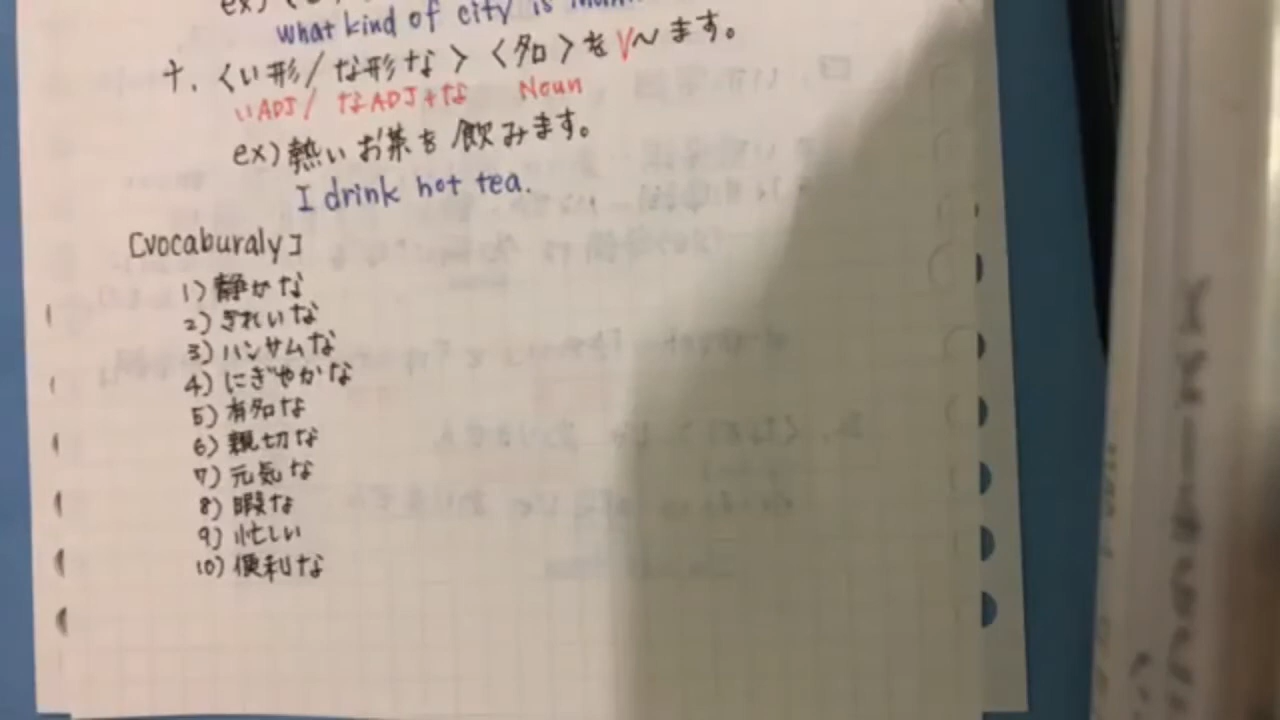 ex)
what kind of city is
十. 〈い形/な形な〉〈名〉を V〜ます。
いADJ/ なADJ+な Noun
ex) 熱いお茶を飲みます。
I drink hot tea.
[vocaburaly]
1) 静かな
2) きれいな
3) ハンサムな
4) にぎやかな
5) 有名な
6) 親切な
7) 元気な
8) 暇な
9) 忙しい
10) 便利な